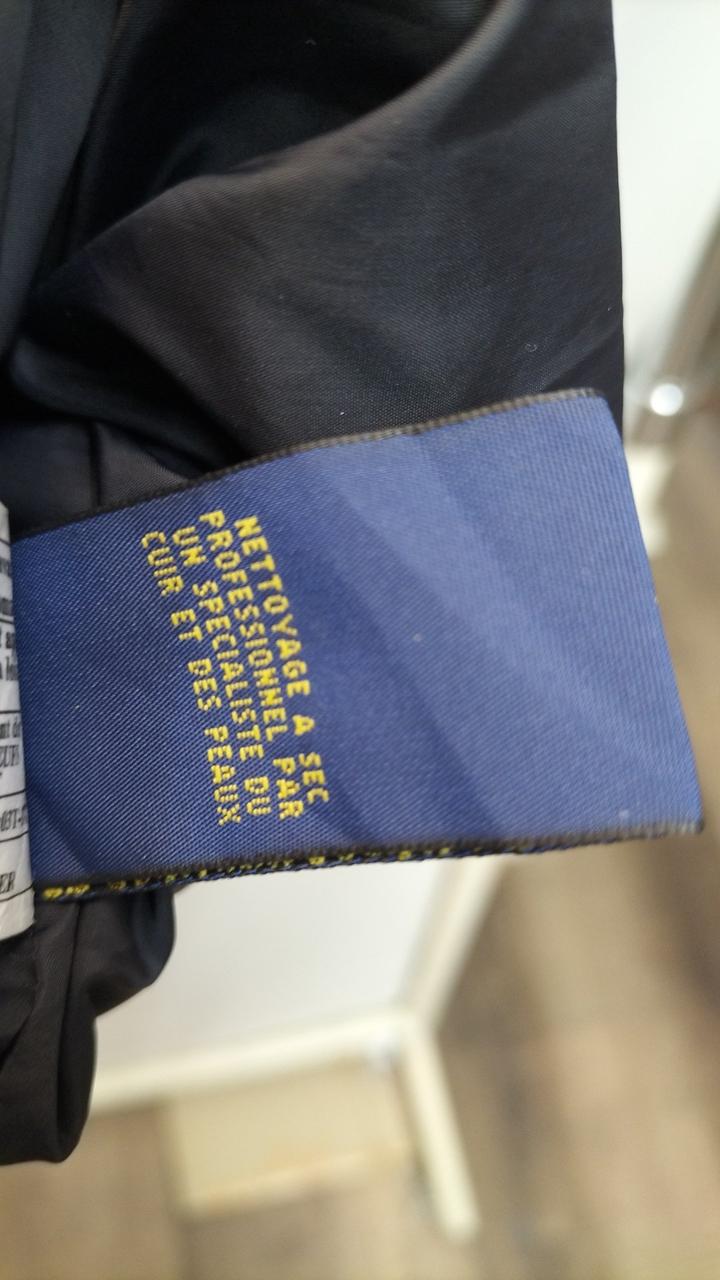 NETTOYAGE A SEC
PROFESSIONNEL PAR
UN SPECIALISTE DU
CUIR ET DES PEAUX